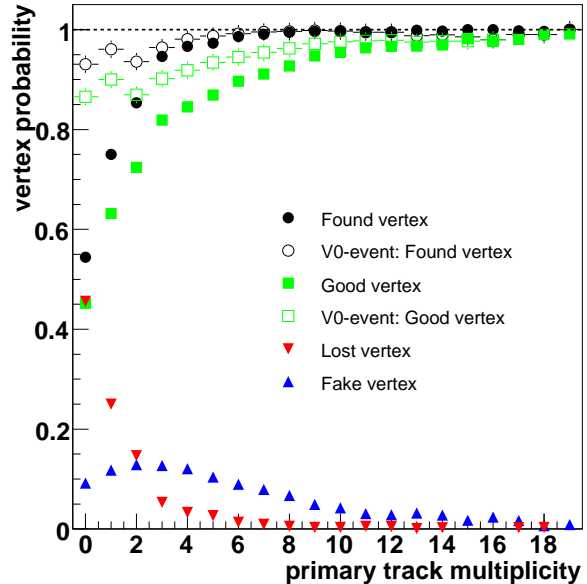 vertex probability
1
0.8
0.6
0.4
0.2
0
Found vertex
V0-event: Found vertex
Good vertex
V0-event: Good vertex
Lost vertex
Fake vertex
0 2 4 6 8 10 12 14 16 18
primary track multiplicity